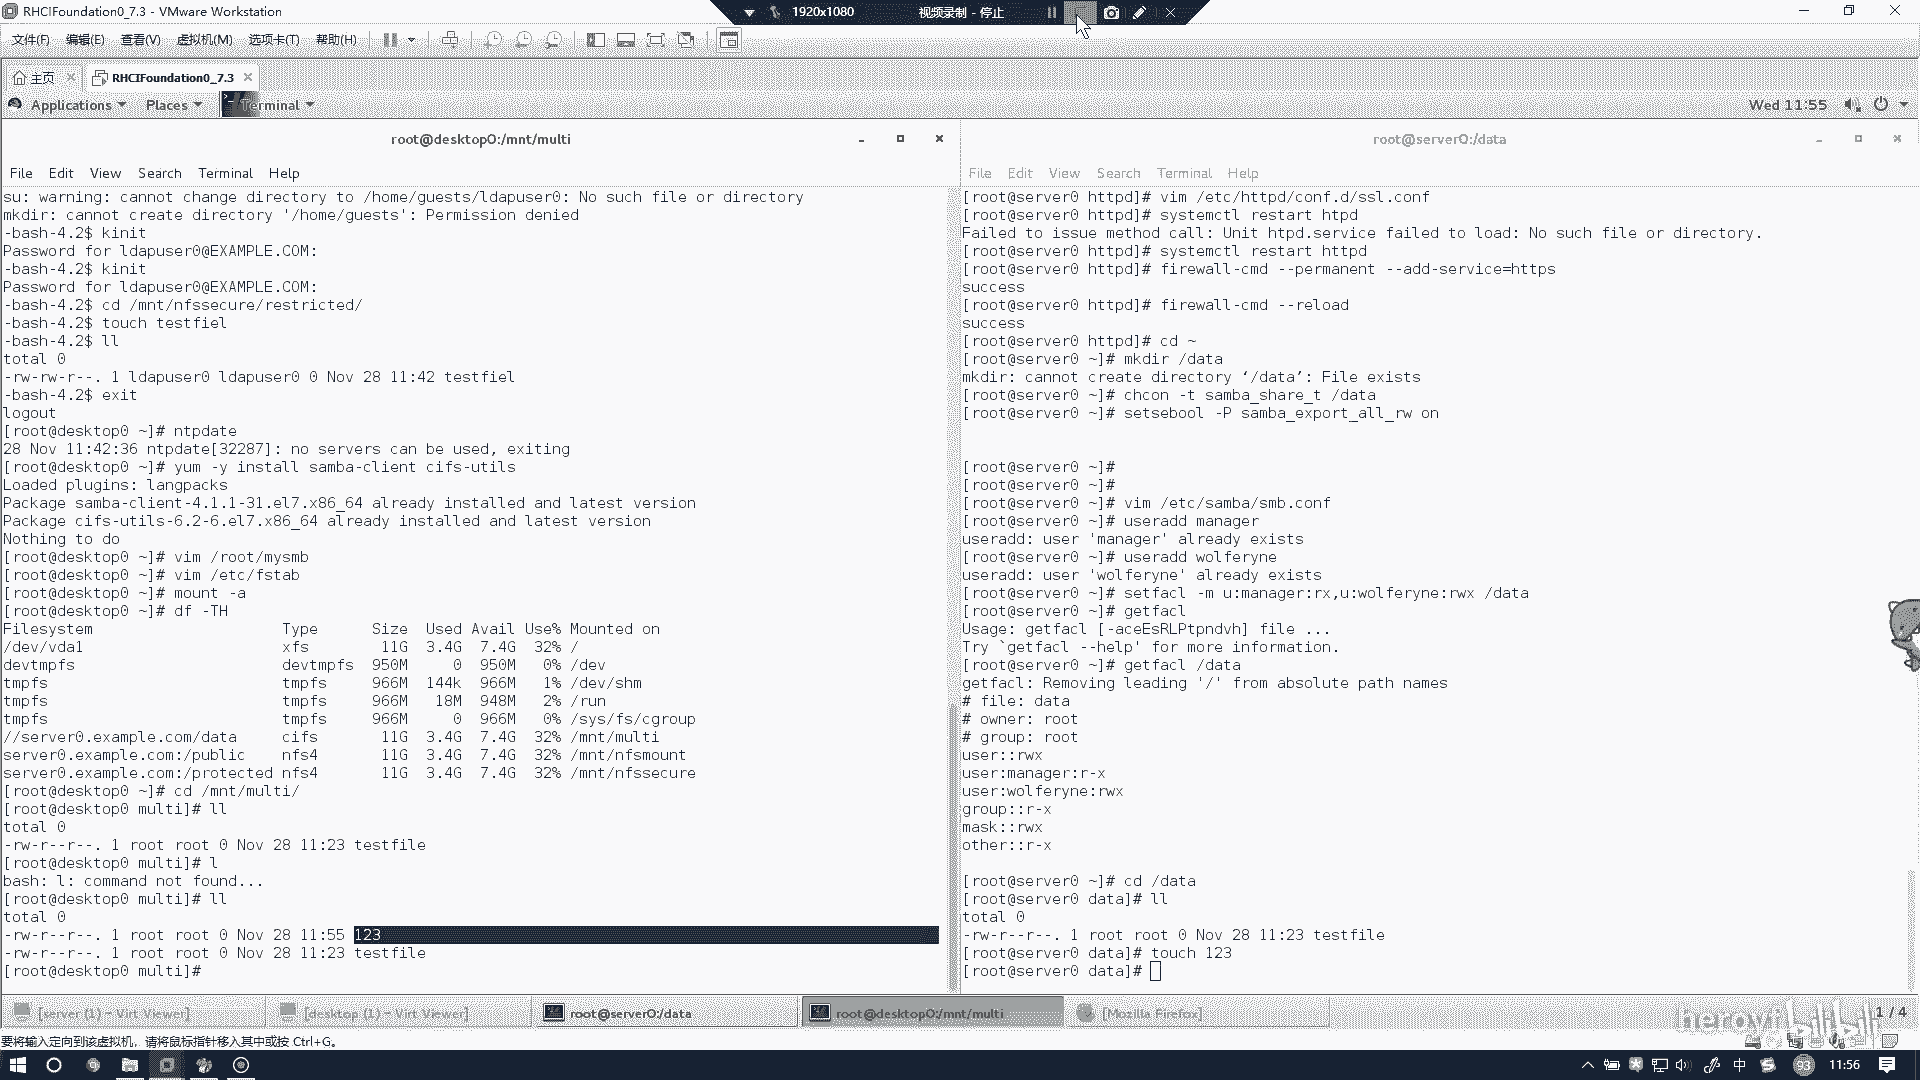 RHCIFoundation0_7.3 - VMware Workstation
1920x1080
视频录制 - 停止
文件(F) 编辑(E) 查看(V) 虚拟机(M) 选项卡(T) 帮助(H)
主页
RHCIFoundation0_7.3
Applications Places Terminal
Wed 11:55
root@desktop0:/mnt/multi
File Edit View Search Terminal Help
su: warning: cannot change directory to /home/guests/ldapuser0: No such file or directory
mkdir: cannot create directory '/home/guests': Permission denied
-bash-4.2$ kinit
Password for ldapuser0@EXAMPLE.COM:
-bash-4.2$ kinit
Password for ldapuser0@EXAMPLE.COM:
-bash-4.2$ cd /mnt/nfssecure/restricted/
-bash-4.2$ touch testfiel
-bash-4.2$ ll
total 0
-rw-rw-r--. 1 ldapuser0 ldapuser0 0 Nov 28 11:42 testfiel
-bash-4.2$ exit
logout
[root@desktop0 ~]# ntpdate
28 Nov 11:42:36 ntpdate[32287]: no servers can be used, exiting
[root@desktop0 ~]# yum -y install samba-client cifs-utils
Loaded plugins: langpacks
Package samba-client-4.1.1-31.el7.x86_64 already installed and latest version
Package cifs-utils-6.2-6.el7.x86_64 already installed and latest version
Nothing to do
[root@desktop0 ~]# vim /root/mysmb
[root@desktop0 ~]# vim /etc/fstab
[root@desktop0 ~]# mount -a
[root@desktop0 ~]# df -TH
Filesystem Type Size Used Avail Use% Mounted on
/dev/vda1 xfs 11G 3.4G 7.4G 32% /
devtmpfs devtmpfs 950M 0 950M 0% /dev
tmpfs tmpfs 966M 144k 966M 1% /dev/shm
tmpfs tmpfs 966M 18M 948M 2% /run
tmpfs tmpfs 966M 0 966M 0% /sys/fs/cgroup
//server0.example.com/data cifs 11G 3.4G 7.4G 32% /mnt/multi
server0.example.com:/public nfs4 11G 3.4G 7.4G 32% /mnt/nfsmount
server0.example.com:/protected nfs4 11G 3.4G 7.4G 32% /mnt/nfssecure
[root@desktop0 ~]# cd /mnt/multi/
[root@desktop0 multi]# ll
total 0
-rw-r--r--. 1 root root 0 Nov 28 11:23 testfile
[root@desktop0 multi]# l
bash: l: command not found...
[root@desktop0 multi]# ll
total 0
-rw-r--r--. 1 root root 0 Nov 28 11:55 123
-rw-r--r--. 1 root root 0 Nov 28 11:23 testfile
[root@desktop0 multi]#
root@server0:/data
File Edit View Search Terminal Help
[root@server0 httpd]# vim /etc/httpd/conf.d/ssl.conf
[root@server0 httpd]# systemctl restart htpd
Failed to issue method call: Unit htpd.service failed to load: No such file or directory.
[root@server0 httpd]# systemctl restart httpd
[root@server0 httpd]# firewall-cmd --permanent --add-service=https
success
[root@server0 httpd]# firewall-cmd --reload
success
[root@server0 httpd]# cd ~
[root@server0 ~]# mkdir /data
mkdir: cannot create directory ‘/data’: File exists
[root@server0 ~]# chcon -t samba_share_t /data
[root@server0 ~]# setsebool -P samba_export_all_rw on
[root@server0 ~]#
[root@server0 ~]#
[root@server0 ~]# vim /etc/samba/smb.conf
[root@server0 ~]# useradd manager
useradd: user 'manager' already exists
[root@server0 ~]# useradd wolferyne
useradd: user 'wolferyne' already exists
[root@server0 ~]# setfacl -m u:manager:rx,u:wolferyne:rwx /data
[root@server0 ~]# getfacl
Usage: getfacl [-aceEsRLPtpndvh] file ...
Try `getfacl --help' for more information.
[root@server0 ~]# getfacl /data
getfacl: Removing leading '/' from absolute path names
# file: data
# owner: root
# group: root
user::rwx
user:manager:r-x
user:wolferyne:rwx
group::r-x
mask::rwx
other::r-x
[root@server0 ~]# cd /data
[root@server0 data]# ll
total 0
-rw-r--r--. 1 root root 0 Nov 28 11:23 testfile
[root@server0 data]# touch 123
[root@server0 data]#
[server (1) - Virt Viewer]
[desktop (1) - Virt Viewer]
root@server0:/data
root@desktop0:/mnt/multi
[Mozilla Firefox]
1 / 4
bilibili
要将输入定向到该虚拟机，请将鼠标指针移入其中或按 Ctrl+G。
中
93
11:56